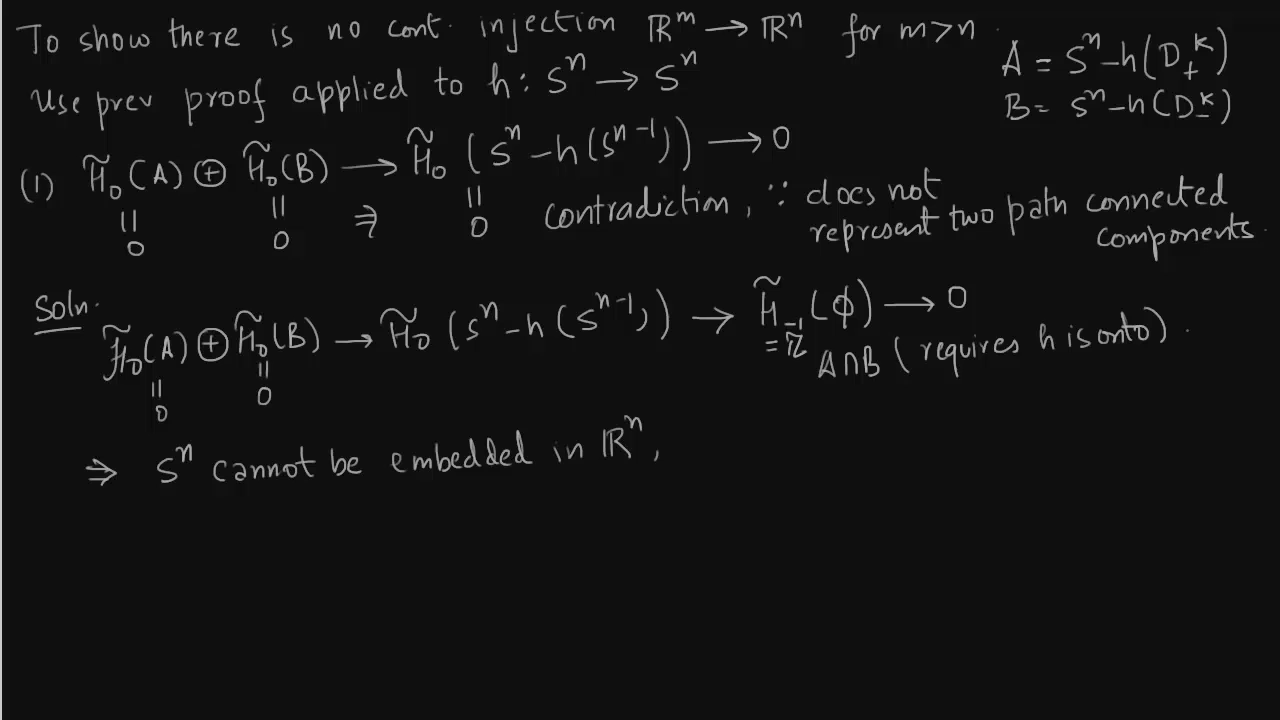 To show there is no cont. injection ℝ^m → ℝ^n for m>n.
Use prev proof applied to h: S^n → S^n
A = S^n - h(D_+^k)
B = S^n - h(D_-^k)
(1) H̃_0(A) ⊕ H̃_0(B) → H̃_0 (S^n - h(S^{n-1})) → 0
|| || ⇒ || contradiction, ∵ does not
0 0 0 represent two path connected
components.
Soln.
H̃_0(A) ⊕ H̃_0(B) → H̃_0 (S^n - h(S^{n-1})) → H̃_{-1}(ϕ) → 0
|| || = ℤ A∩B (requires h is onto).
0 0
⇒ S^n cannot be embedded in ℝ^n,